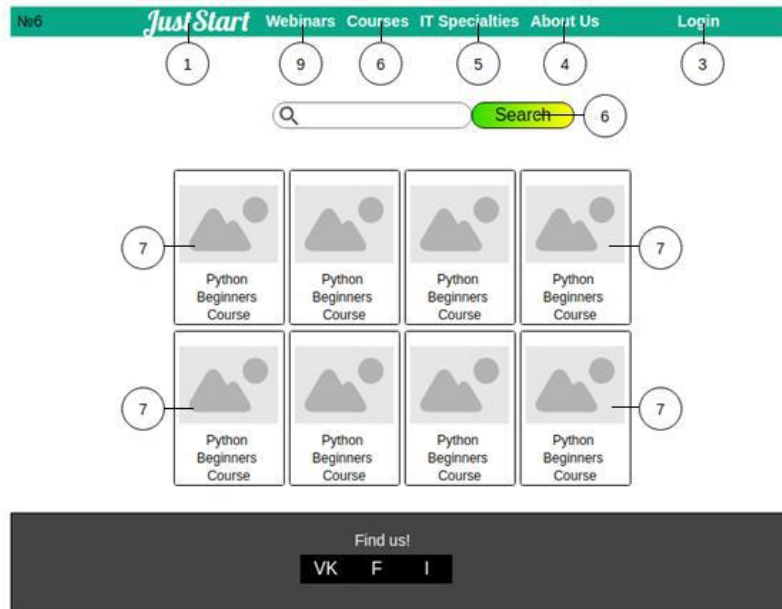 №6 JustStart Webinars Courses IT Specialties About Us Login
1 9 6 5 4 3
Search 6
7 7
Python Python Python Python
Beginners Beginners Beginners Beginners
Course Course Course Course
7 7
Python Python Python Python
Beginners Beginners Beginners Beginners
Course Course Course Course
Find us!
VK F I